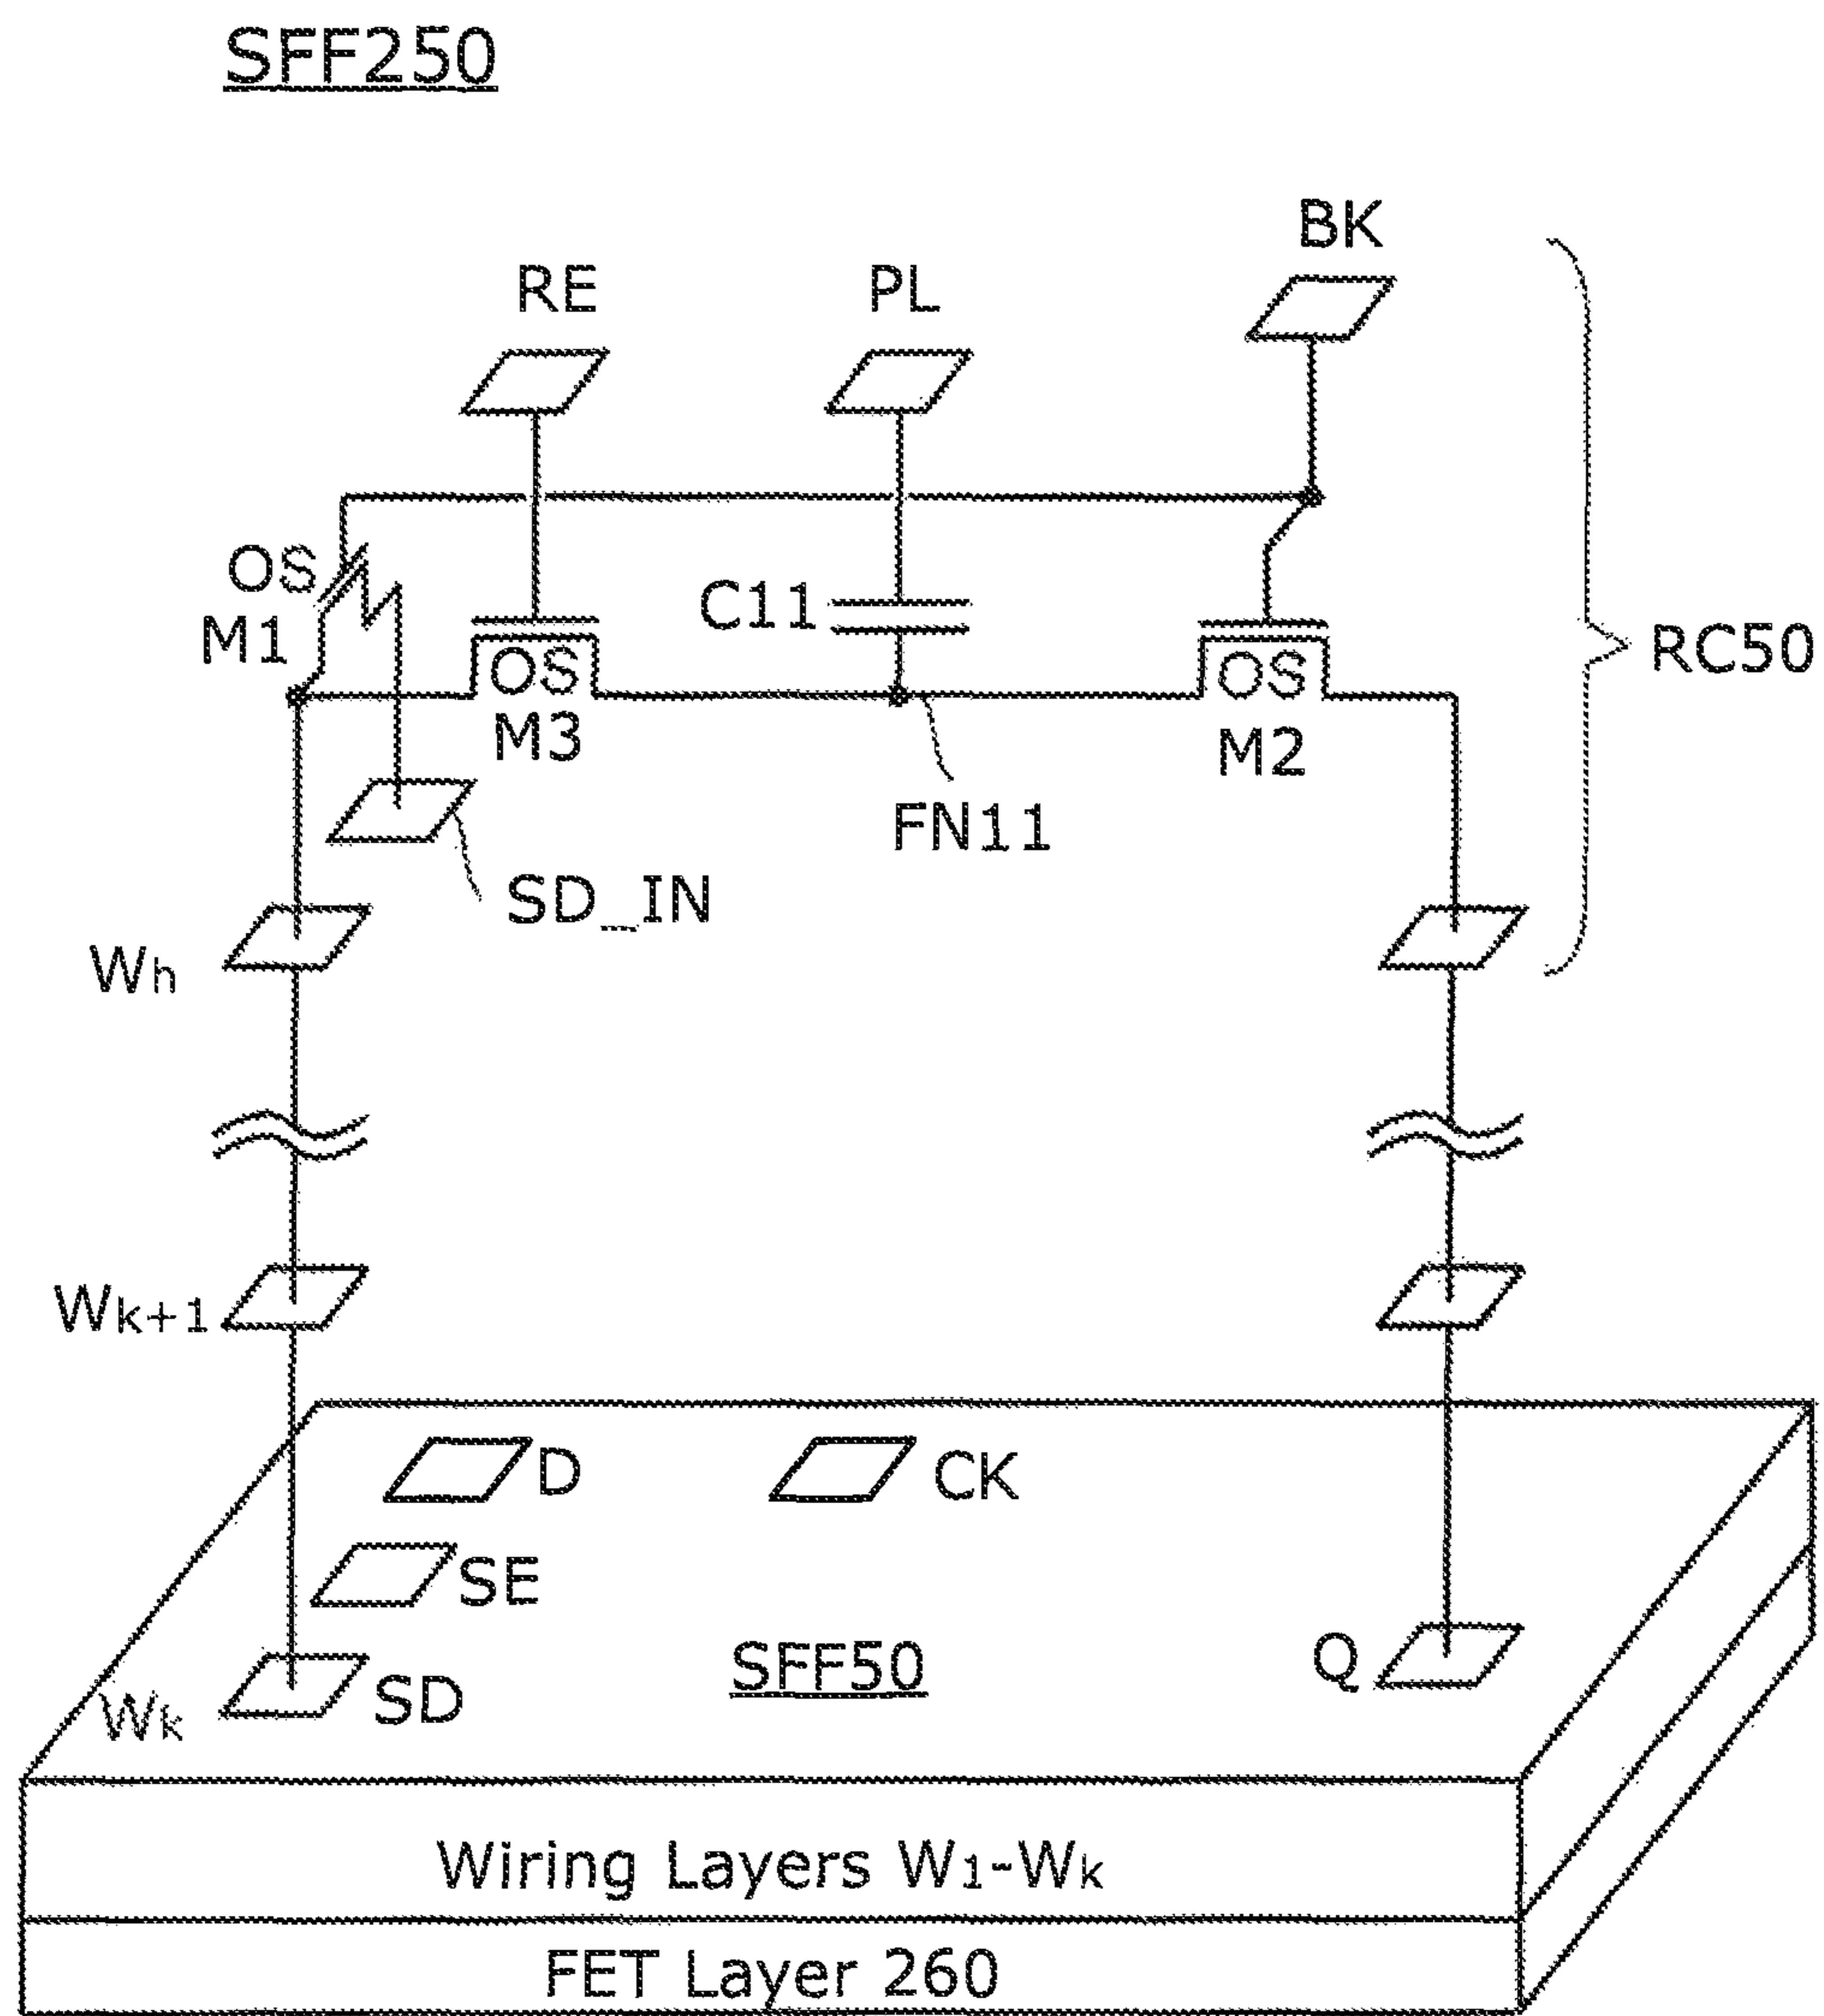 SFF250
BK
RE
PL
OS
M1
C11
OS
M3
OS
M2
RC50
FN11
SD_IN
Wh
Wk+1
D
CK
SE
SFF50
Q
SD
Wk
Wiring Layers W1-Wk
FET Layer 260